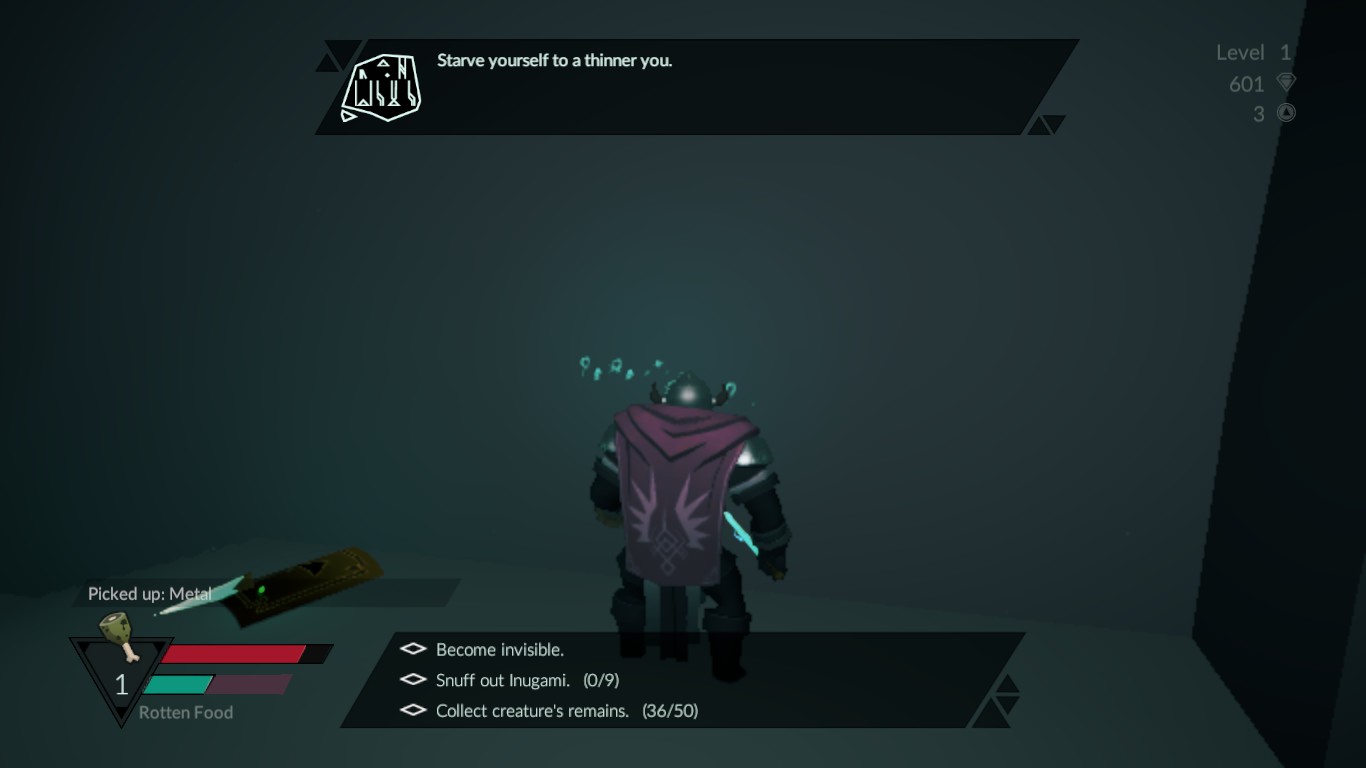 Starve yourself to a thinner you.
Level 1
601
3
Picked up: Metal
1
Rotten Food
Become invisible.
Snuff out Inugami. (0/9)
Collect creature's remains. (36/50)